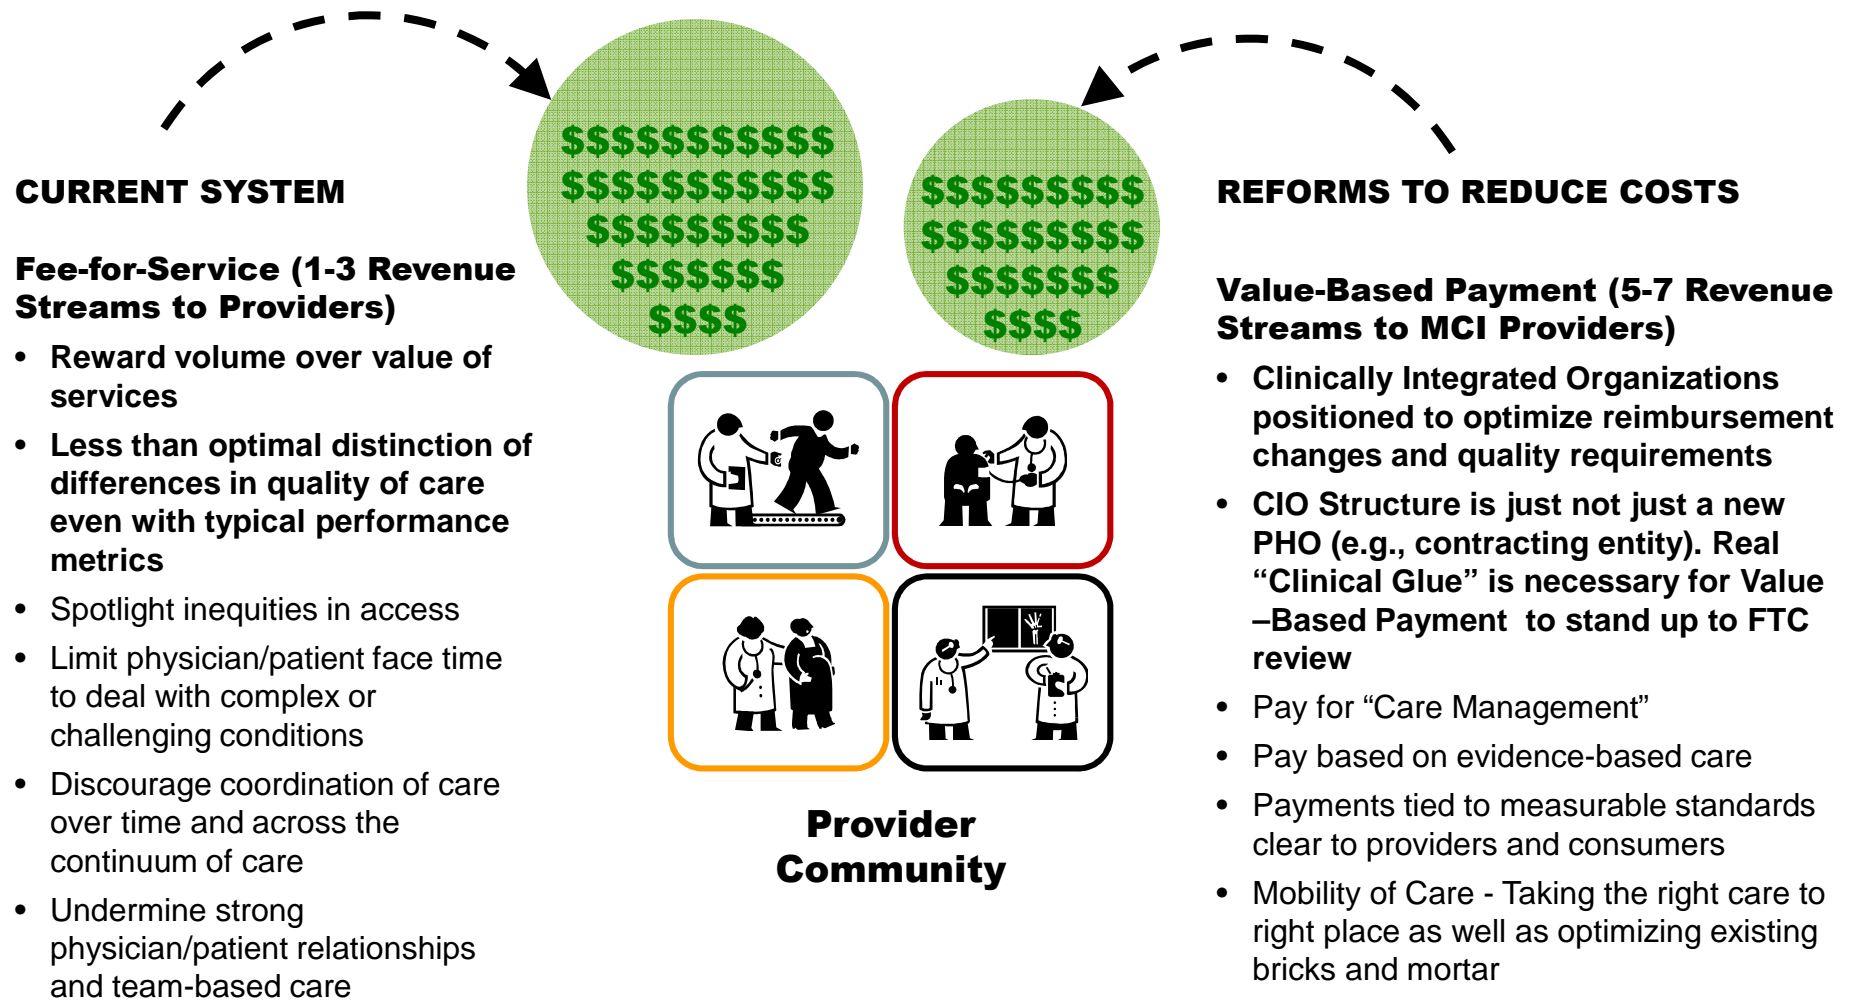 CURRENT SYSTEM
Fee-for-Service (1-3 Revenue
Streams to Providers)
• Reward volume over value of
services
• Less than optimal distinction of
differences in quality of care
even with typical performance
metrics
• Spotlight inequities in access
• Limit physician/patient face time
to deal with complex or
challenging conditions
• Discourage coordination of care
over time and across the
continuum of care
• Undermine strong
physician/patient relationships
and team-based care
$$$$$$$$$$$
$$$$$$$$$$$
$$$$$$$$$
$$$$$$$
$$$$
$$$$$$$$$
$$$$$$$$$
$$$$$$$
$$$$
Provider
Community
REFORMS TO REDUCE COSTS
Value-Based Payment (5-7 Revenue
Streams to MCI Providers)
• Clinically Integrated Organizations
positioned to optimize reimbursement
changes and quality requirements
• CIO Structure is just not just a new
PHO (e.g., contracting entity). Real
“Clinical Glue” is necessary for Value
–Based Payment  to stand up to FTC
review
• Pay for “Care Management”
• Pay based on evidence-based care
• Payments tied to measurable standards
clear to providers and consumers
• Mobility of Care - Taking the right care to
right place as well as optimizing existing
bricks and mortar